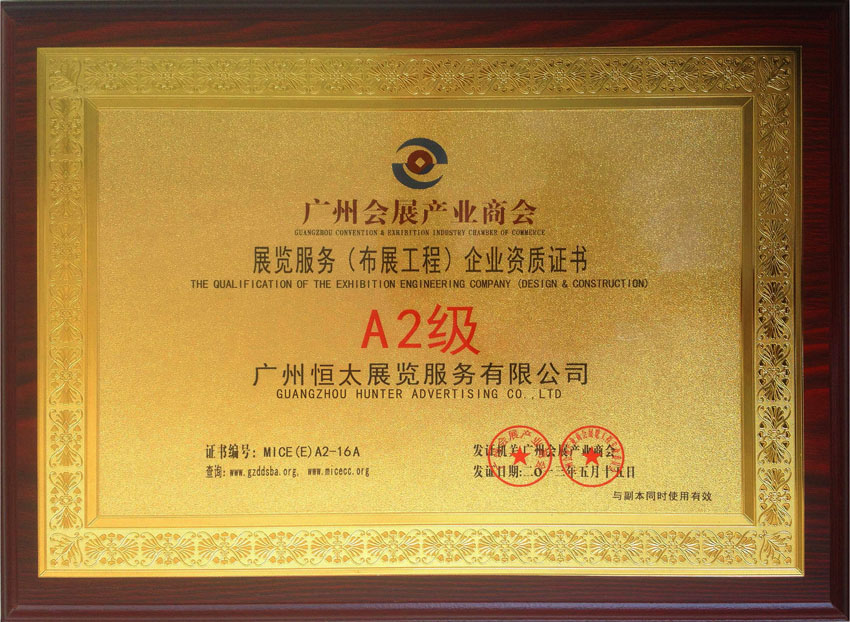 广州会展产业商会
GUANGZHOU CONVENTION & EXHIBITION INDUSTRY CHAMBER OF COMMERCE
展览服务（布展工程）企业资质证书
THE QUALIFICATION OF THE EXHIBITION ENGINEERING COMPANY (DESIGN & CONSTRUCTION)
A2级
广州恒太展览服务有限公司
GUANGZHOU HUNTER ADVERTISING CO.,LTD
证书编号: MICE(E)A2-16A
查询: www.gzddsba.org, www.micecc.org
发证机关:广州会展产业商会
发证日期:二〇一三年五月十五日
与副本同时使用有效